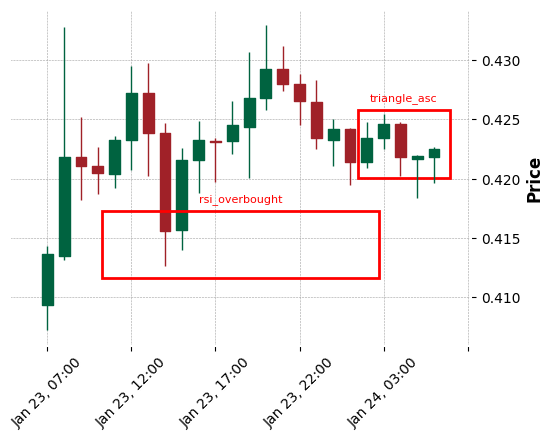 triangle_asc
rsi_overbought
0.430
0.425
0.420
0.415
0.410
Price
Jan 23, 07:00
Jan 23, 12:00
Jan 23, 17:00
Jan 23, 22:00
Jan 24, 03:00